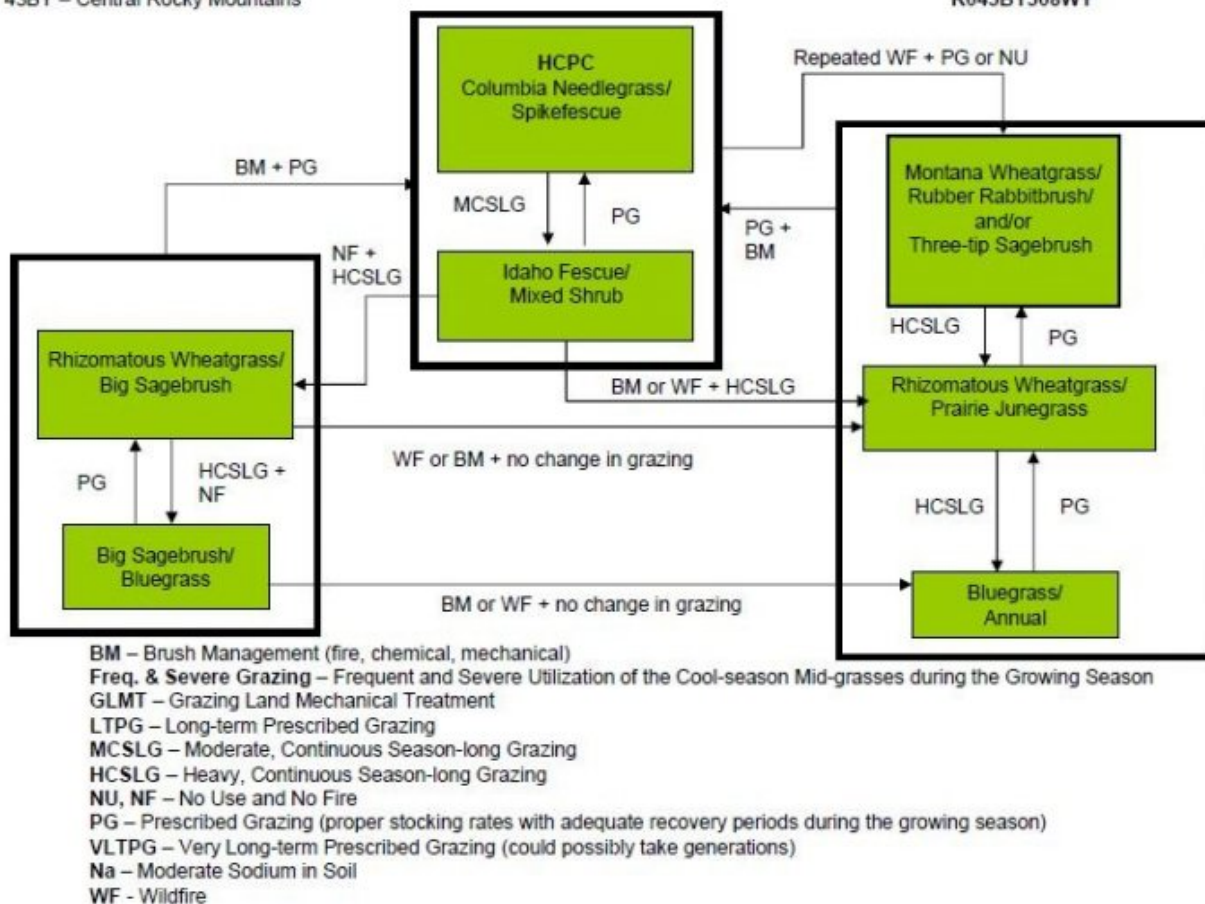 43BY – Central Rocky Mountains
HCPC
Columbia Needlegrass/
Spikefescue
Repeated WF + PG or NU
BM + PG
MCSLG
PG
Montana Wheatgrass/
Rubber Rabbitbrush/
and/or
Three-tip Sagebrush
PG +
BM
NF +
HCSLG
Idaho Fescue/
Mixed Shrub
HCSLG
PG
Rhizomatous Wheatgrass/
Big Sagebrush
BM or WF + HCSLG
Rhizomatous Wheatgrass/
Prairie Junegrass
WF or BM + no change in grazing
PG
HCSLG +
NF
HCSLG
PG
Big Sagebrush/
Bluegrass
BM or WF + no change in grazing
Bluegrass/
Annual
BM – Brush Management (fire, chemical, mechanical)
Freq. & Severe Grazing – Frequent and Severe Utilization of the Cool-season Mid-grasses during the Growing Season
GLMT – Grazing Land Mechanical Treatment
LTPG – Long-term Prescribed Grazing
MCSLG – Moderate, Continuous Season-long Grazing
HCSLG – Heavy, Continuous Season-long Grazing
NU, NF – No Use and No Fire
PG – Prescribed Grazing (proper stocking rates with adequate recovery periods during the growing season)
VLTPG – Very Long-term Prescribed Grazing (could possibly take generations)
Na – Moderate Sodium in Soil
WF - Wildfire